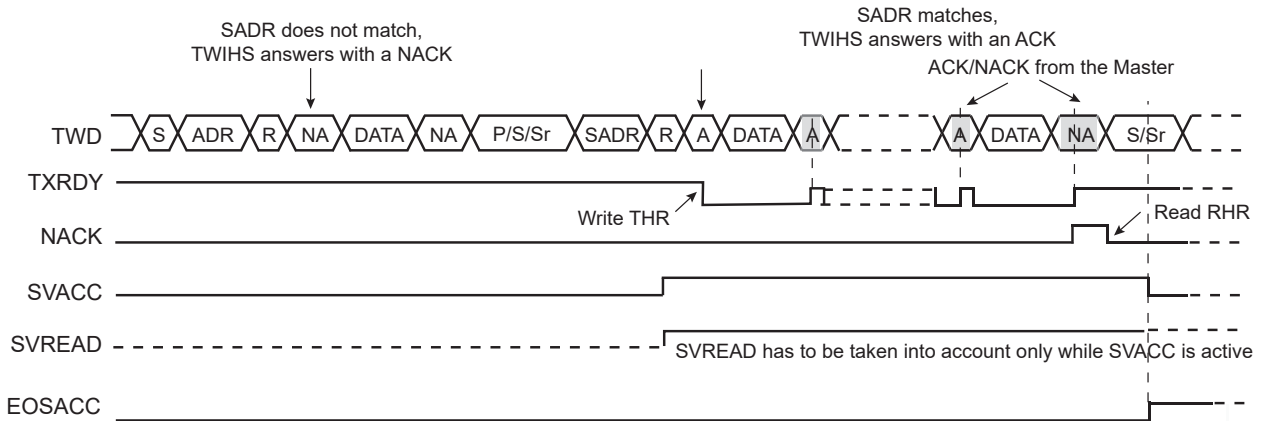 SADR does not match,
TWIHS answers with a NACK
SADR matches,
TWIHS answers with an ACK
ACK/NACK from the Master
TWD S ADR R NA DATA NA P/S/Sr SADR R A DATA A A DATA NA S/Sr
TXRDY
Write THR
Read RHR
NACK
SVACC
SVREAD
SVREAD has to be taken into account only while SVACC is active
EOSACC